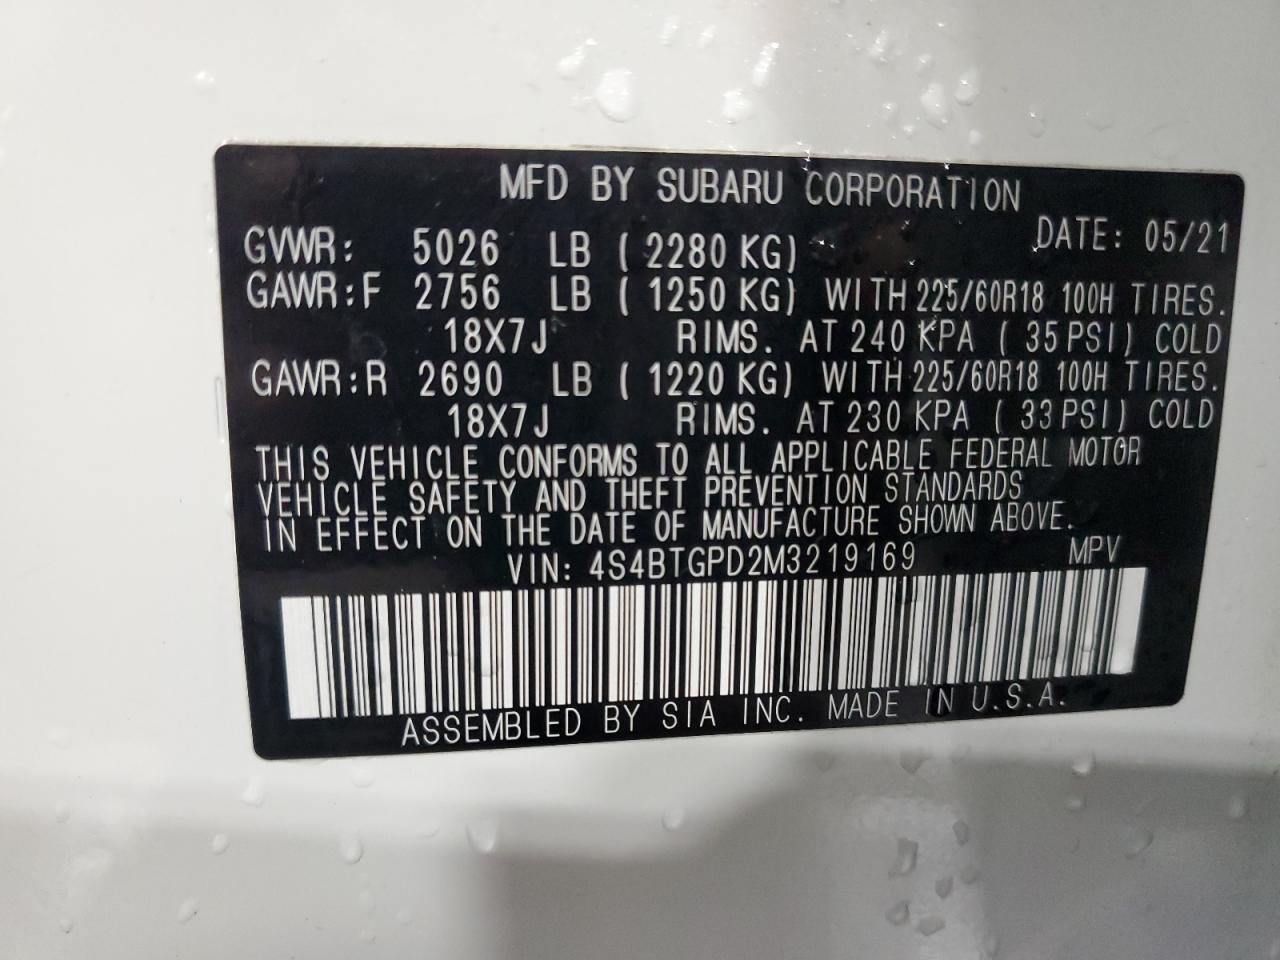 MFD BY SUBARU CORPORATION
DATE: 05/21
GVWR: 5026 LB ( 2280 KG)
GAWR:F 2756 LB ( 1250 KG) WITH 225/60R18 100H TIRES.
18X7J RIMS. AT 240 KPA ( 35 PSI) COLD
GAWR:R 2690 LB ( 1220 KG) WITH 225/60R18 100H TIRES.
18X7J RIMS. AT 230 KPA ( 33 PSI) COLD
THIS VEHICLE CONFORMS TO ALL APPLICABLE FEDERAL MOTOR
VEHICLE SAFETY AND THEFT PREVENTION STANDARDS
IN EFFECT ON THE DATE OF MANUFACTURE SHOWN ABOVE.
VIN: 4S4BTGPD2M3219169 MPV
ASSEMBLED BY SIA INC. MADE IN U.S.A.